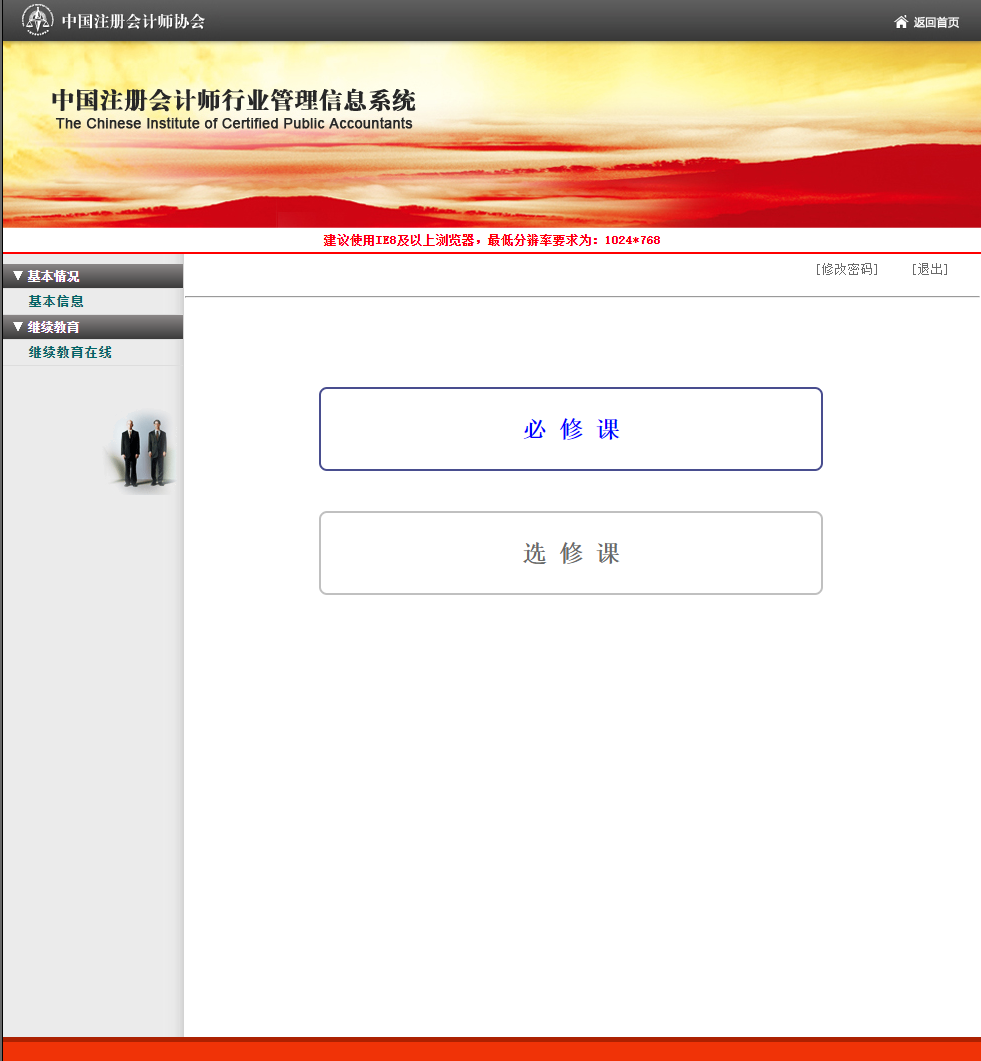 中国注册会计师协会
返回首页
中国注册会计师行业管理信息系统
The Chinese Institute of Certified Public Accountants
建议使用IE8及以上浏览器，最低分辨率要求为：1024*768
[修改密码] [退出]
▼ 基本情况
基本信息
▼ 继续教育
继续教育在线
必 修 课
选 修 课